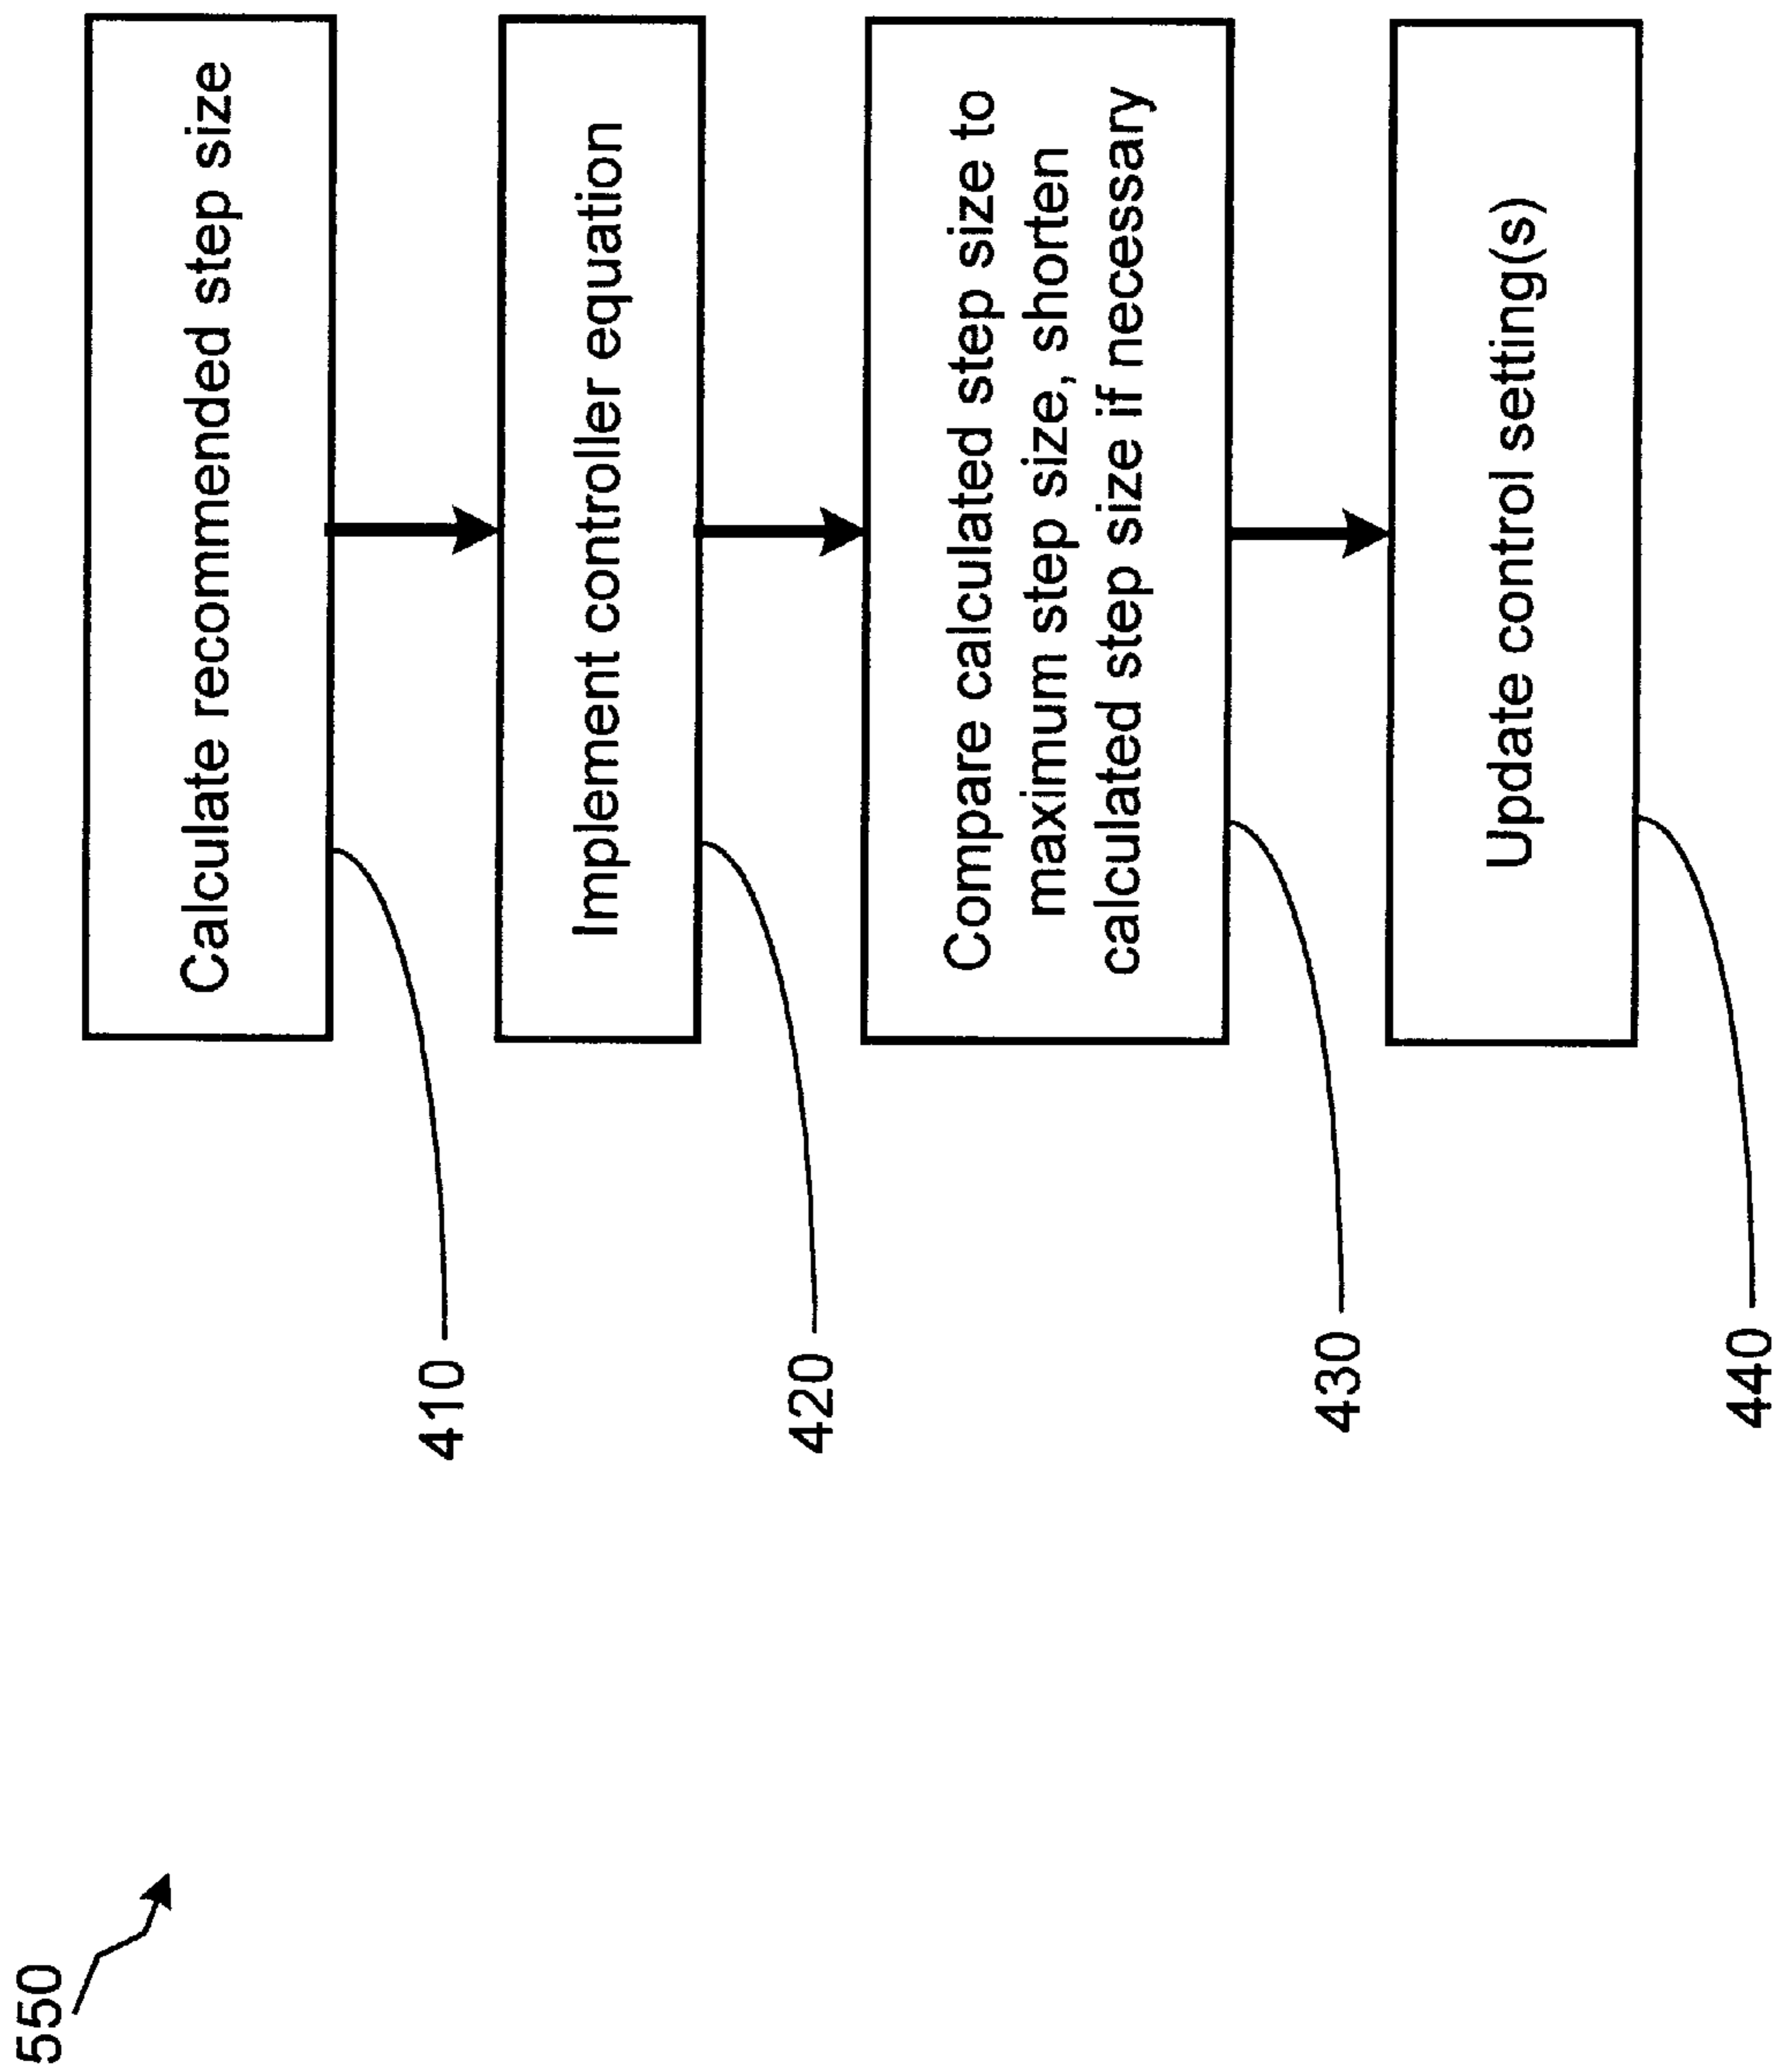 550
410
Calculate recommended step size
420
Implement controller equation
430
Compare calculated step size to
maximum step size, shorten
calculated step size if necessary
440
Update control setting(s)